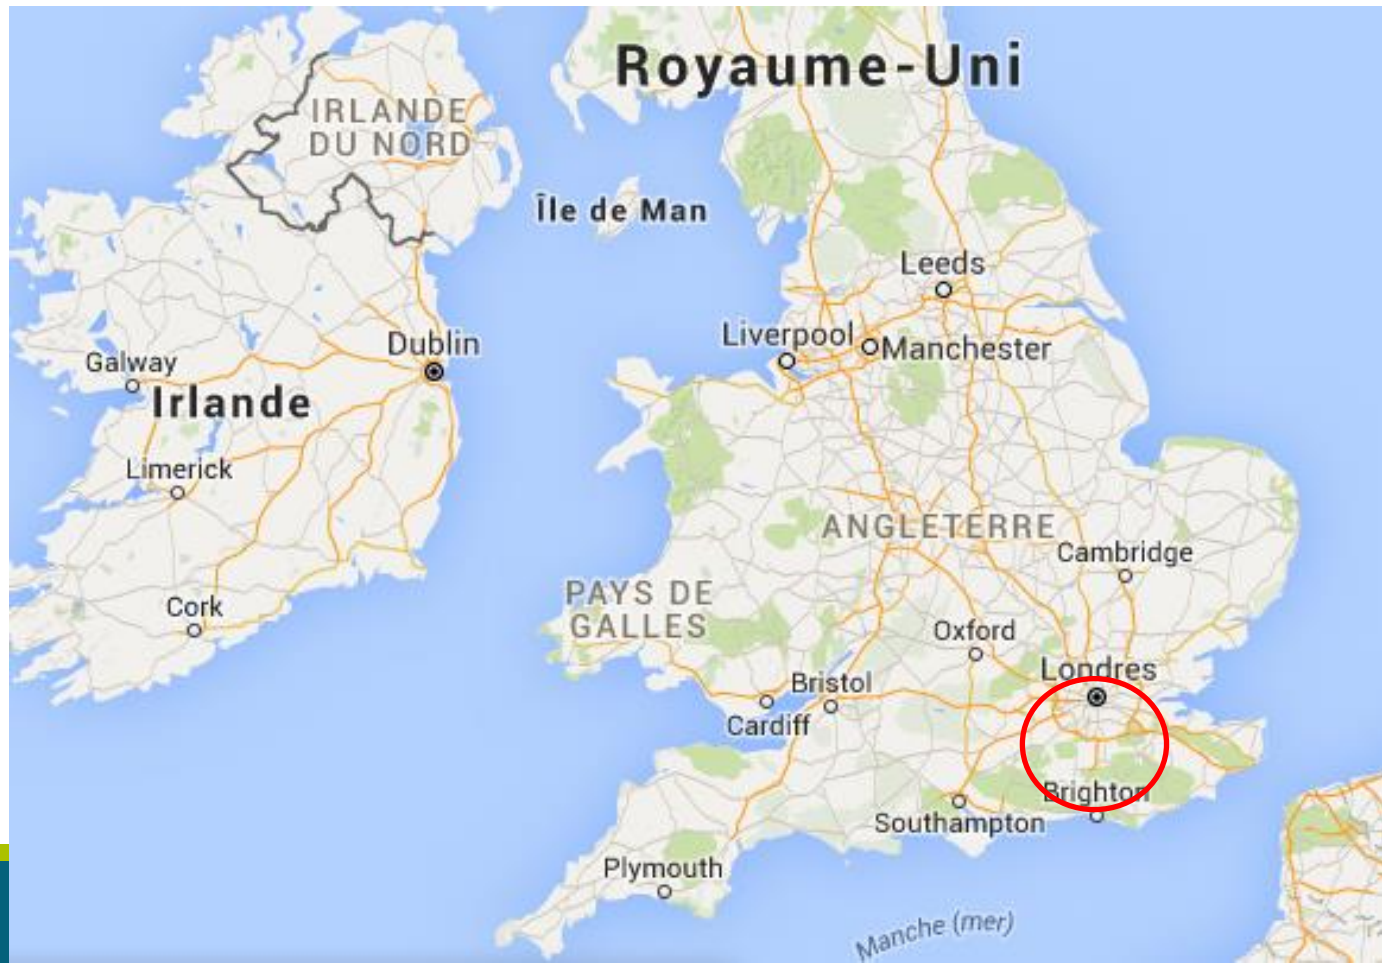 Royaume-Uni
IRLANDE
DU NORD
Île de Man
Leeds
Liverpool
Manchester
Dublin
Galway
Irlande
Limerick
ANGLETERRE
Cambridge
PAYS DE
GALLES
Cork
Oxford
Londres
Bristol
Cardiff
Brighton
Southampton
Plymouth
Manche (mer)